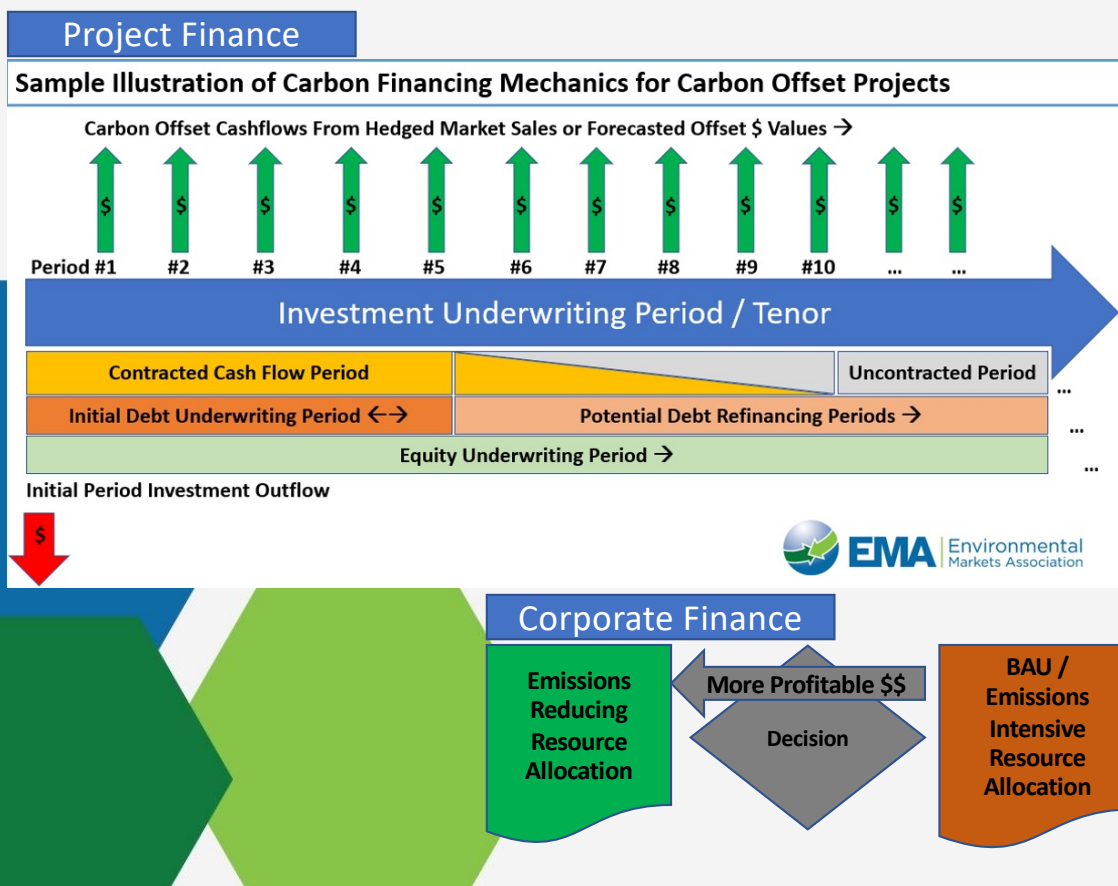 Project Finance
Sample Illustration of Carbon Financing Mechanics for Carbon Offset Projects
Carbon Offset Cashflows From Hedged Market Sales or Forecasted Offset $ Values →
$ $ $ $ $ $ $ $ $ $ $ $
Period #1 #2 #3 #4 #5 #6 #7 #8 #9 #10 ... ...
Investment Underwriting Period / Tenor
Contracted Cash Flow Period
Uncontracted Period
...
Initial Debt Underwriting Period ←→
Potential Debt Refinancing Periods →
...
Equity Underwriting Period →
...
Initial Period Investment Outflow
$
EMA
Environmental
Markets Association
Corporate Finance
Emissions
Reducing
Resource
Allocation
More Profitable $$
Decision
BAU /
Emissions
Intensive
Resource
Allocation